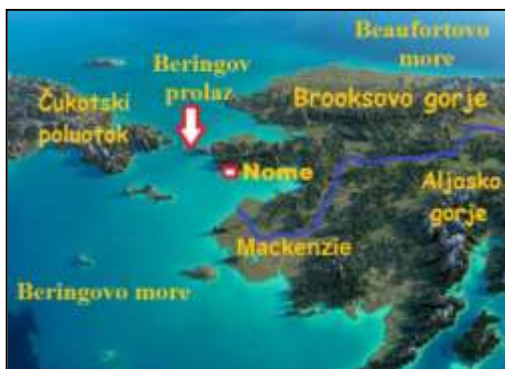 Beaufortovo
more
Beringov
prolaz
Čukotski
poluotok
Brooksovo gorje
Nome
Aljasko
gorje
Mackenzie
Beringovo more